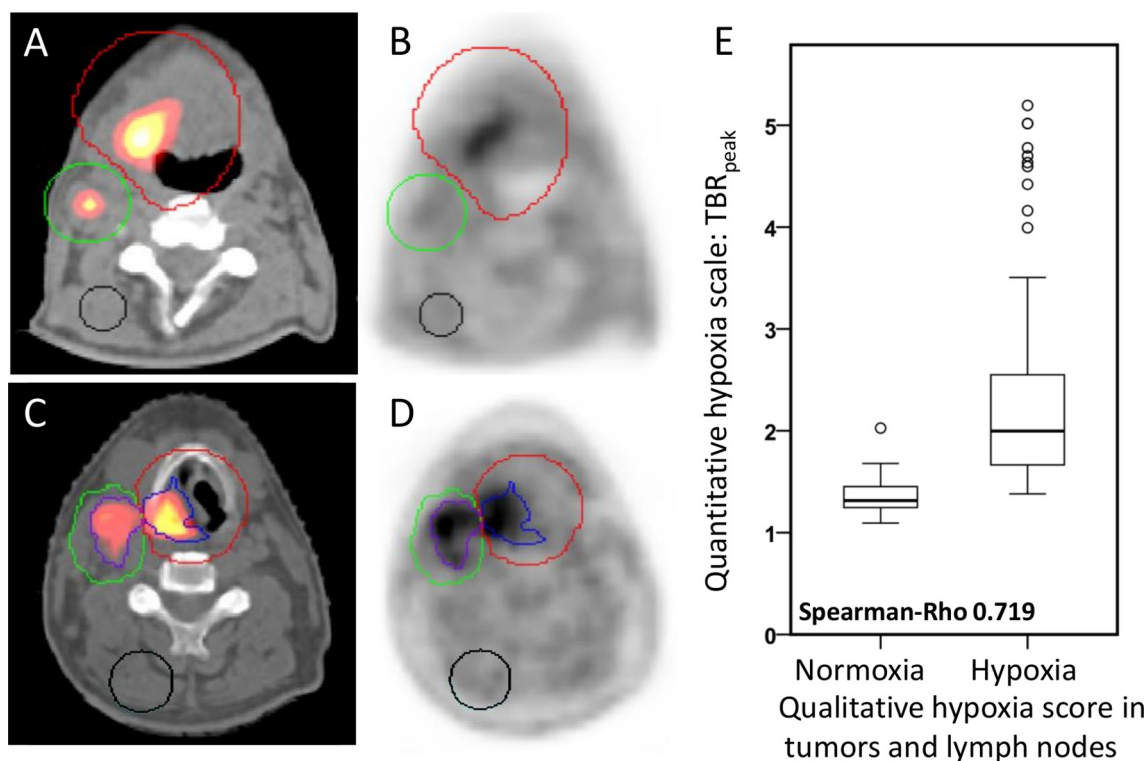 A
B
C
D
E
Quantitative hypoxia scale: TBRpeak
5
4
3
2
1
0
Spearman-Rho 0.719
Normoxia
Hypoxia
Qualitative hypoxia score in
tumors and lymph nodes